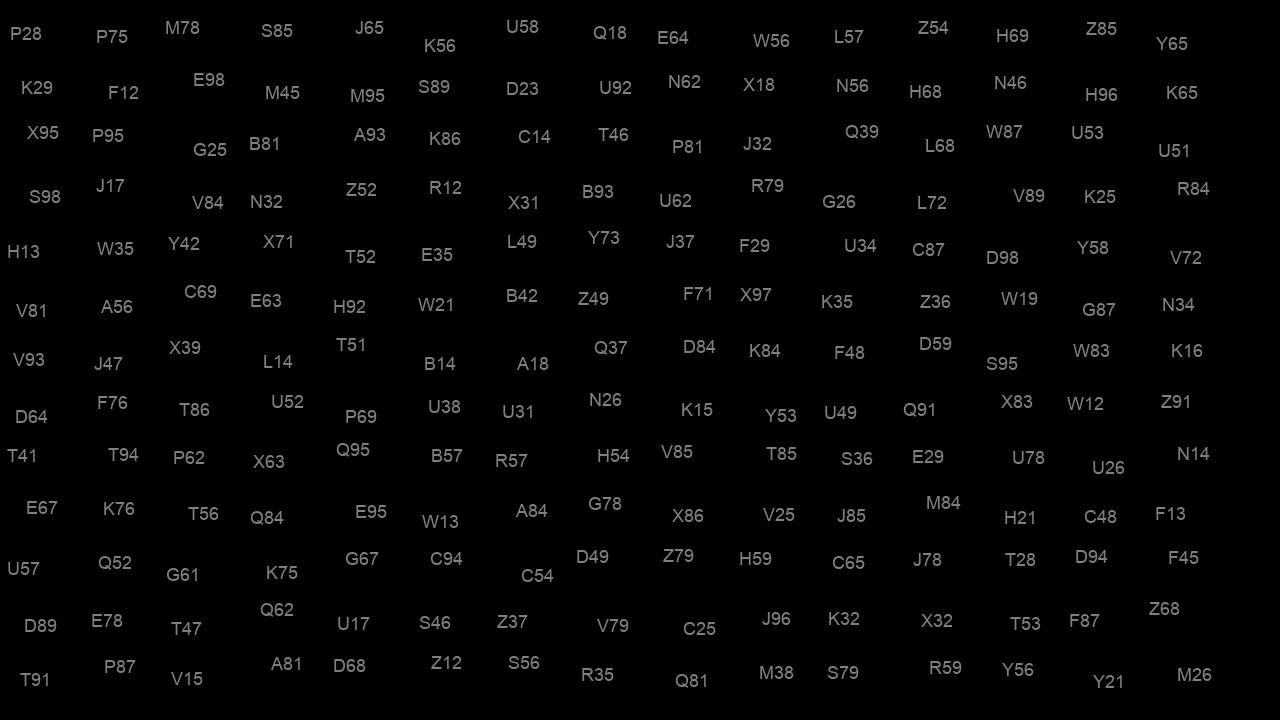 P28 P75 M78 S85 J65 K56 U58 Q18 E64 W56 L57 Z54 H69 Z85 Y65
K29 F12 E98 M45 M95 S89 D23 U92 N62 X18 N56 H68 N46 H96 K65
X95 P95 G25 B81 A93 K86 C14 T46 P81 J32 Q39 L68 W87 U53 U51
S98 J17 V84 N32 Z52 R12 X31 B93 U62 R79 G26 L72 V89 K25 R84
H13 W35 Y42 X71 T52 E35 L49 Y73 J37 F29 U34 C87 D98 Y58 V72
V81 A56 C69 E63 H92 W21 B42 Z49 F71 X97 K35 Z36 W19 G87 N34
V93 J47 X39 L14 T51 B14 A18 Q37 D84 K84 F48 D59 S95 W83 K16
D64 F76 T86 U52 P69 U38 U31 N26 K15 Y53 U49 Q91 X83 W12 Z91
T41 T94 P62 X63 Q95 B57 R57 H54 V85 T85 S36 E29 U78 U26 N14
E67 K76 T56 Q84 E95 W13 A84 G78 X86 V25 J85 M84 H21 C48 F13
U57 Q52 G61 K75 G67 C94 C54 D49 Z79 H59 C65 J78 T28 D94 F45
D89 E78 T47 Q62 U17 S46 Z37 V79 C25 J96 K32 X32 T53 F87 Z68
T91 P87 V15 A81 D68 Z12 S56 R35 Q81 M38 S79 R59 Y56 Y21 M26